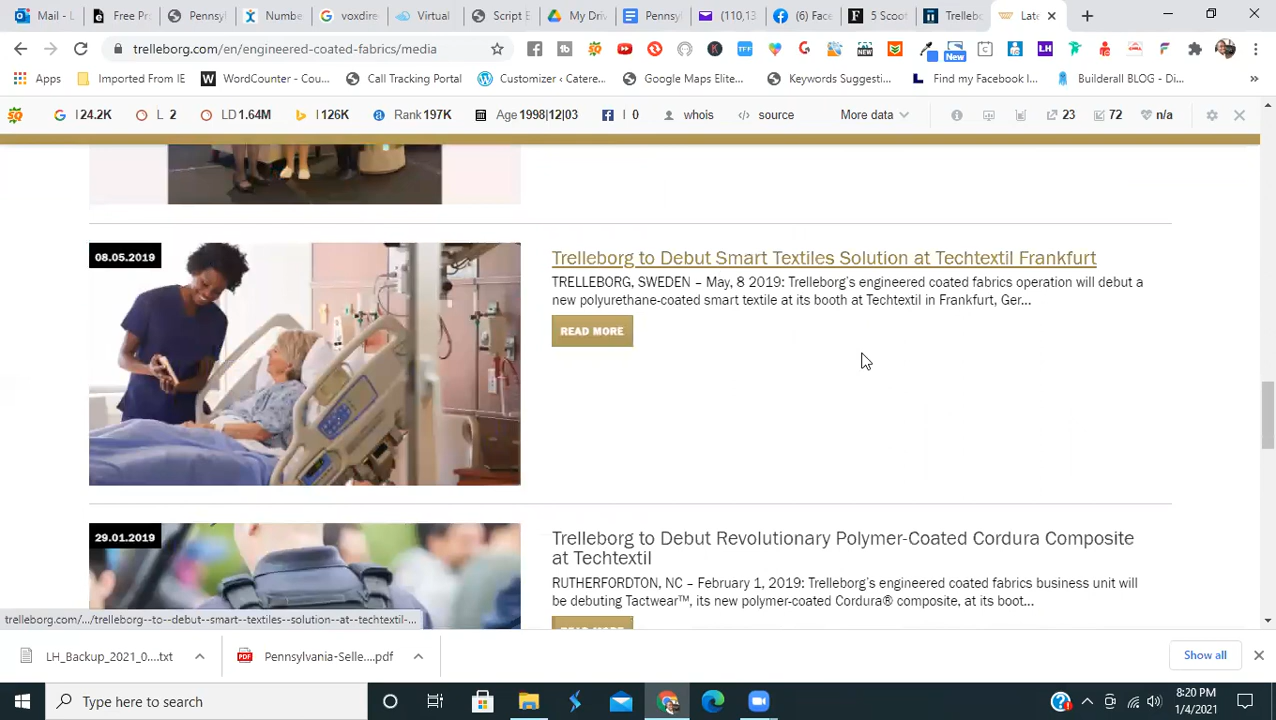 Mail - L
Free Pr
Pennsyl
Numb
voxdire
Virtual
Script E
My Driv
Pennsy
(110,13
(6) Face
5 Scoot
Trellebo
Late
trelleborg.com/en/engineered-coated-fabrics/media
New
Apps
Imported From IE
WordCounter - Cou...
Call Tracking Portal
Customizer ‹ Catere...
Google Maps Elite...
Keywords Suggesti...
Find my Facebook I...
Builderall BLOG - Di...
I 24.2K
L 2
LD 1.64M
I 126K
Rank 197K
Age 1998|12|03
I 0
whois
source
More data
23
72
n/a
08.05.2019
Trelleborg to Debut Smart Textiles Solution at Techtextil Frankfurt
TRELLEBORG, SWEDEN – May, 8 2019: Trelleborg's engineered coated fabrics operation will debut a
new polyurethane-coated smart textile at its booth at Techtextil in Frankfurt, Ger...
READ MORE
29.01.2019
Trelleborg to Debut Revolutionary Polymer-Coated Cordura Composite
at Techtextil
RUTHERFORDTON, NC – February 1, 2019: Trelleborg's engineered coated fabrics business unit will
be debuting Tactwear™, its new polymer-coated Cordura® composite, at its boot...
READ MORE
trelleborg.com/.../trelleborg--to--debut--smart--textiles--solution--at--techtextil-...
LH_Backup_2021_0....txt
Pennsylvania-Selle....pdf
Show all
Type here to search
8:20 PM
1/4/2021